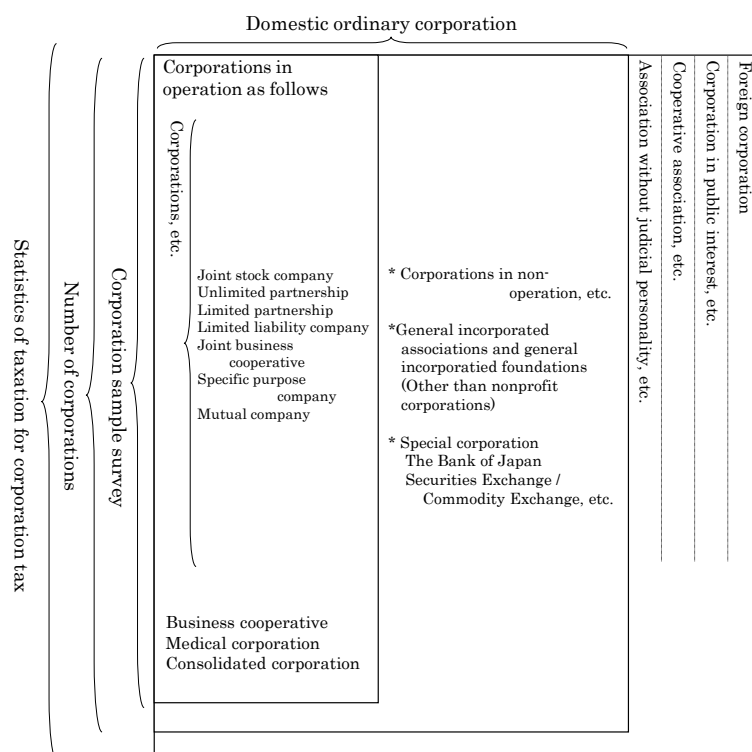 Domestic ordinary corporation
Statistics of taxation for corporation tax
Number of corporations
Corporation sample survey
Corporations in
operation as follows
Corporations, etc.
Joint stock company
Unlimited partnership
Limited partnership
Limited liability company
Joint business
cooperative
Specific purpose
company
Mutual company
Business cooperative
Medical corporation
Consolidated corporation
* Corporations in non-
operation, etc.
*General incorporated
associations and general
incorporatied foundations
(Other than nonprofit
corporations)
* Special corporation
The Bank of Japan
Securities Exchange /
Commodity Exchange, etc.
Association without judicial personality, etc.
Cooperative association, etc.
Corporation in public interest, etc.
Foreign corporation